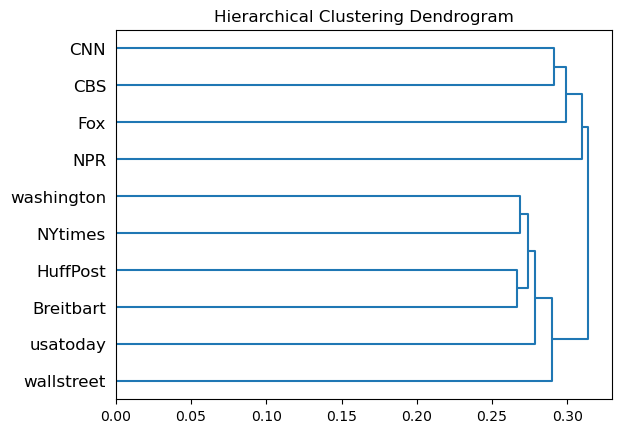 Hierarchical Clustering Dendrogram
CNN
CBS
Fox
NPR
washington
NYtimes
HuffPost
Breitbart
usatoday
wallstreet
0.00 0.05 0.10 0.15 0.20 0.25 0.30